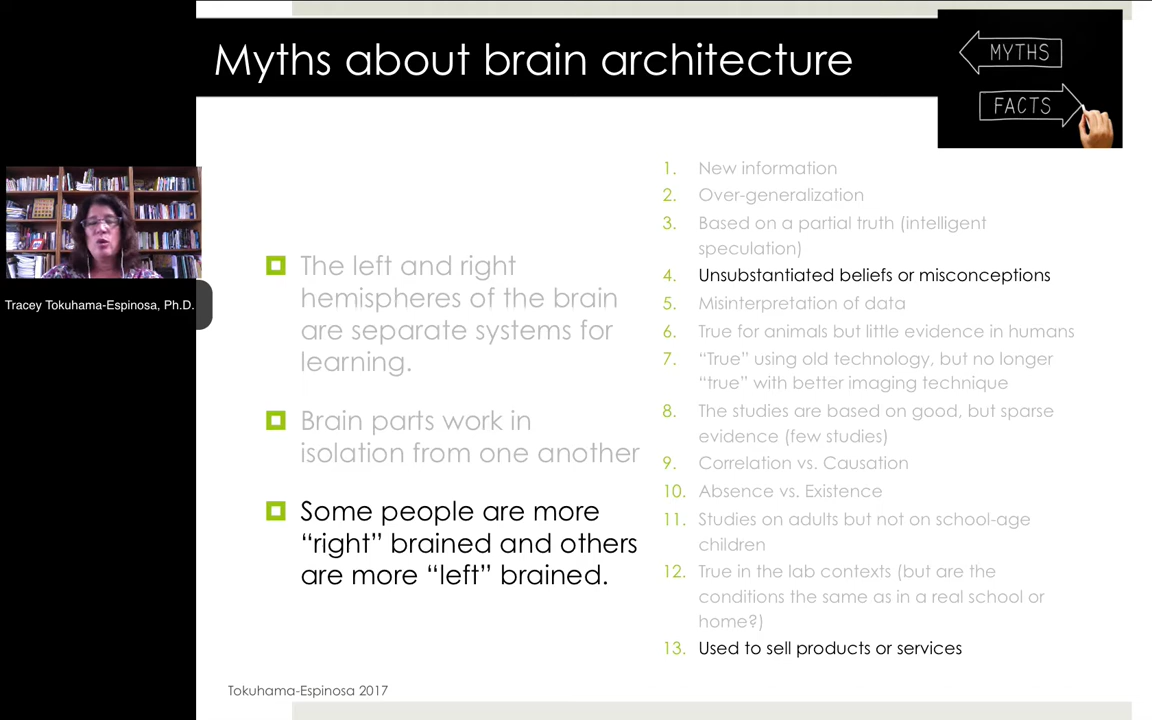 Myths about brain architecture
MYTHS
FACTS
Tracey Tokuhama-Espinosa, Ph.D.
The left and right
hemispheres of the brain
are separate systems for
learning.
Brain parts work in
isolation from one another
Some people are more
“right” brained and others
are more “left” brained.
1. New information
2. Over-generalization
3. Based on a partial truth (intelligent
speculation)
4. Unsubstantiated beliefs or misconceptions
5. Misinterpretation of data
6. True for animals but little evidence in humans
7. “True” using old technology, but no longer
“true” with better imaging technique
8. The studies are based on good, but sparse
evidence (few studies)
9. Correlation vs. Causation
10. Absence vs. Existence
11. Studies on adults but not on school-age
children
12. True in the lab contexts (but are the
conditions the same as in a real school or
home?)
13. Used to sell products or services
Tokuhama-Espinosa 2017